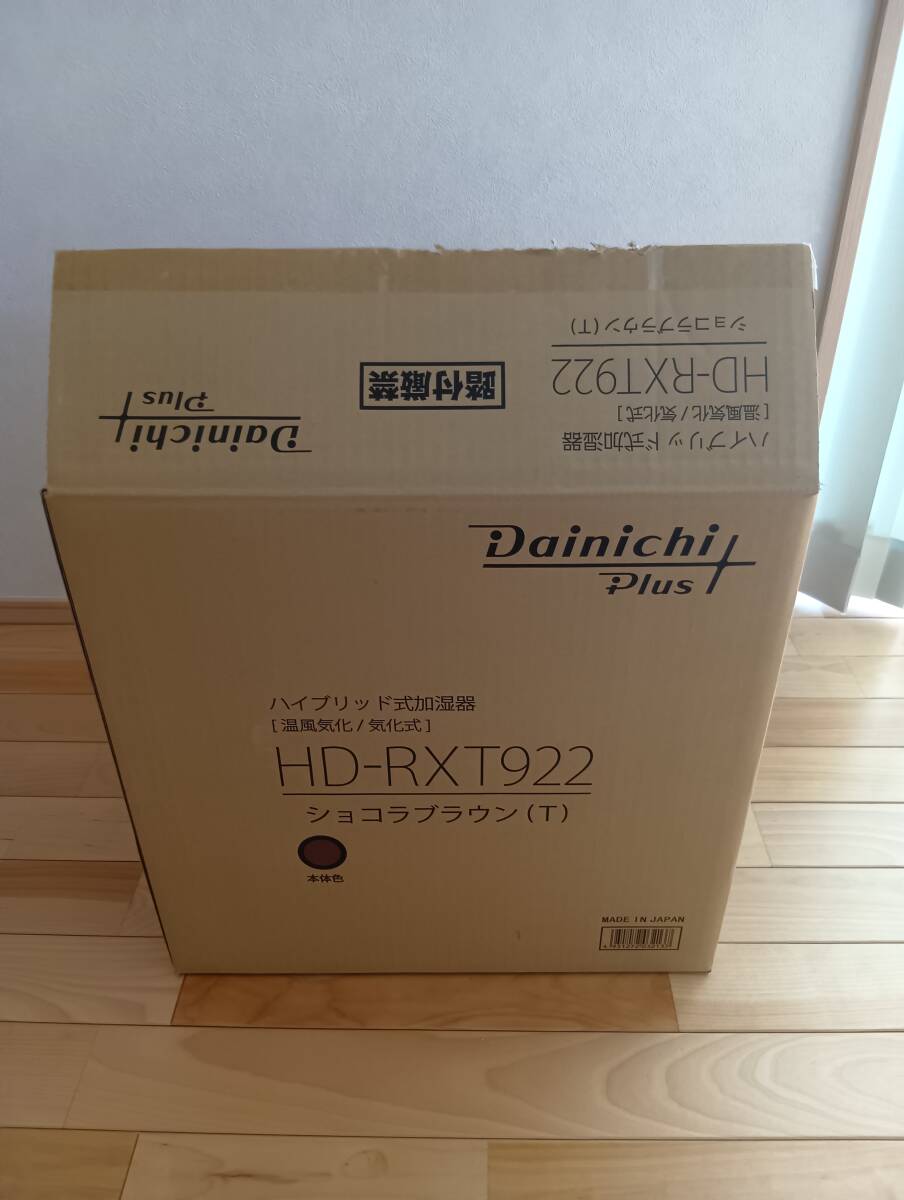 ショコラブラウン(T)
HD-RXT922
[温風気化/気化式]
ハイブリッド式加湿器
踏付厳禁
Dainichi
Plus
Dainichi
Plus
ハイブリッド式加湿器
[温風気化/気化式]
HD-RXT922
ショコラブラウン(T)
本体色
MADE IN JAPAN